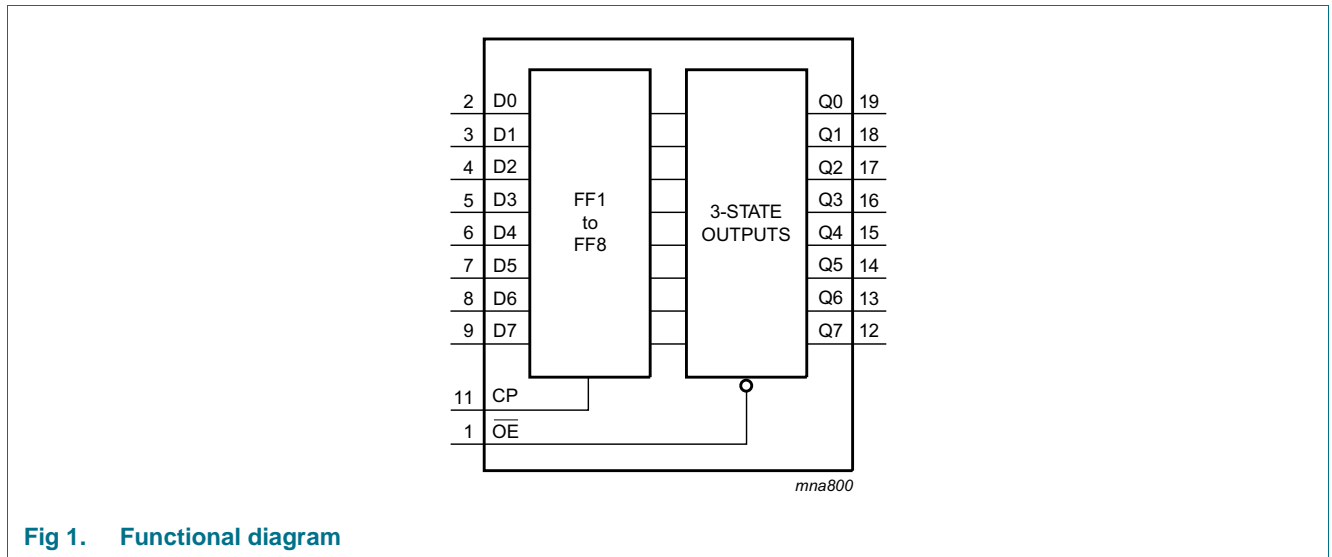 2 D0 Q0 19
3 D1 Q1 18
4 D2 Q2 17
5 D3 FF1 Q3 16
to 3-STATE
6 D4 FF8 OUTPUTS Q4 15
7 D5 Q5 14
8 D6 Q6 13
9 D7 Q7 12
11 CP
1 O̅E̅
mna800
Fig 1. Functional diagram